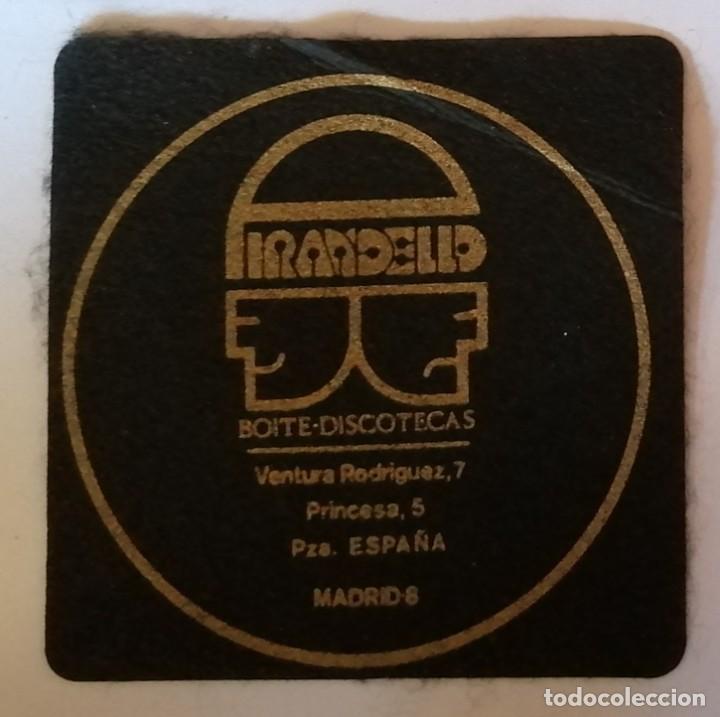 PIRANDELLO
BOITE-DISCOTECAS
Ventura Rodriguez, 7
Princesa, 5
Pza. ESPAÑA
MADRID-8
todocoleccion